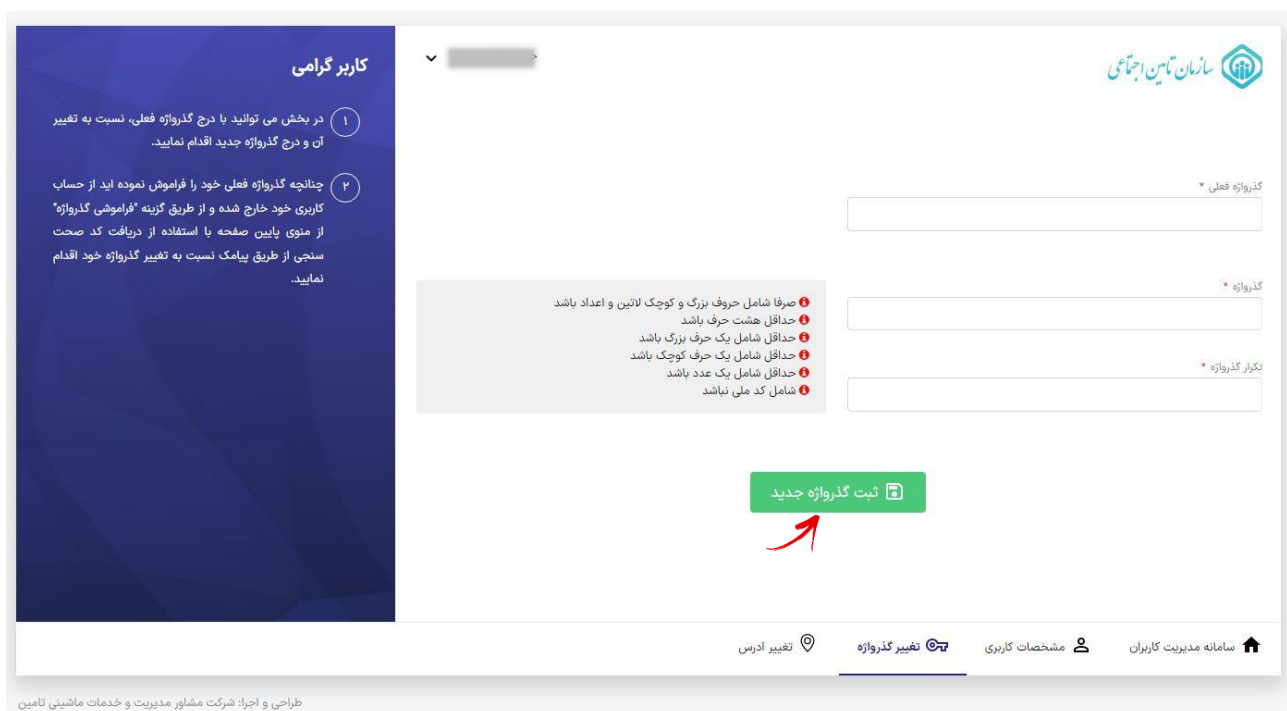 سازمان تامین اجتماعی
گذرواژه فعلی *
گذرواژه *
تکرار گذرواژه *
صرفا شامل حروف بزرگ و کوچک لاتین و اعداد باشد
حداقل هشت حرف باشد
حداقل شامل یک حرف بزرگ باشد
حداقل شامل یک حرف کوچک باشد
حداقل شامل یک عدد باشد
شامل کد ملی نباشد
ثبت گذرواژه جدید
کاربر گرامی
۱ در بخش می توانید با درج گذرواژه فعلی، نسبت به تغییر
آن و درج گذرواژه جدید اقدام نمایید.
۲ چنانچه گذرواژه فعلی خود را فراموش نموده اید از حساب
کاربری خود خارج شده و از طریق گزینه "فراموشی گذرواژه"
از منوی پایین صفحه با استفاده از دریافت کد صحت
سنجی از طریق پیامک نسبت به تغییر گذرواژه خود اقدام
نمایید.
سامانه مدیریت کاربران
مشخصات کاربری
تغییر گذرواژه
تغییر آدرس
طراحی و اجرا: شرکت مشاور مدیریت و خدمات ماشینی تامین